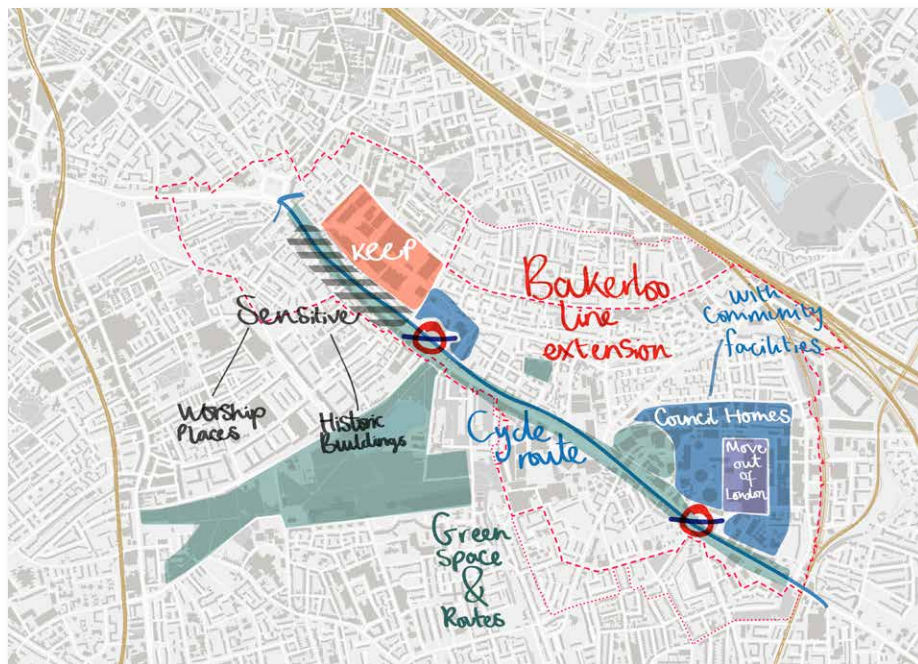 KEEP
Bakerloo
line
extension
With
Community
facilities
Sensitive
Worship
Places
Historic
Buildings
Cycle
route
Council Homes
Move
out
of
London
Green
Space
&
Routes